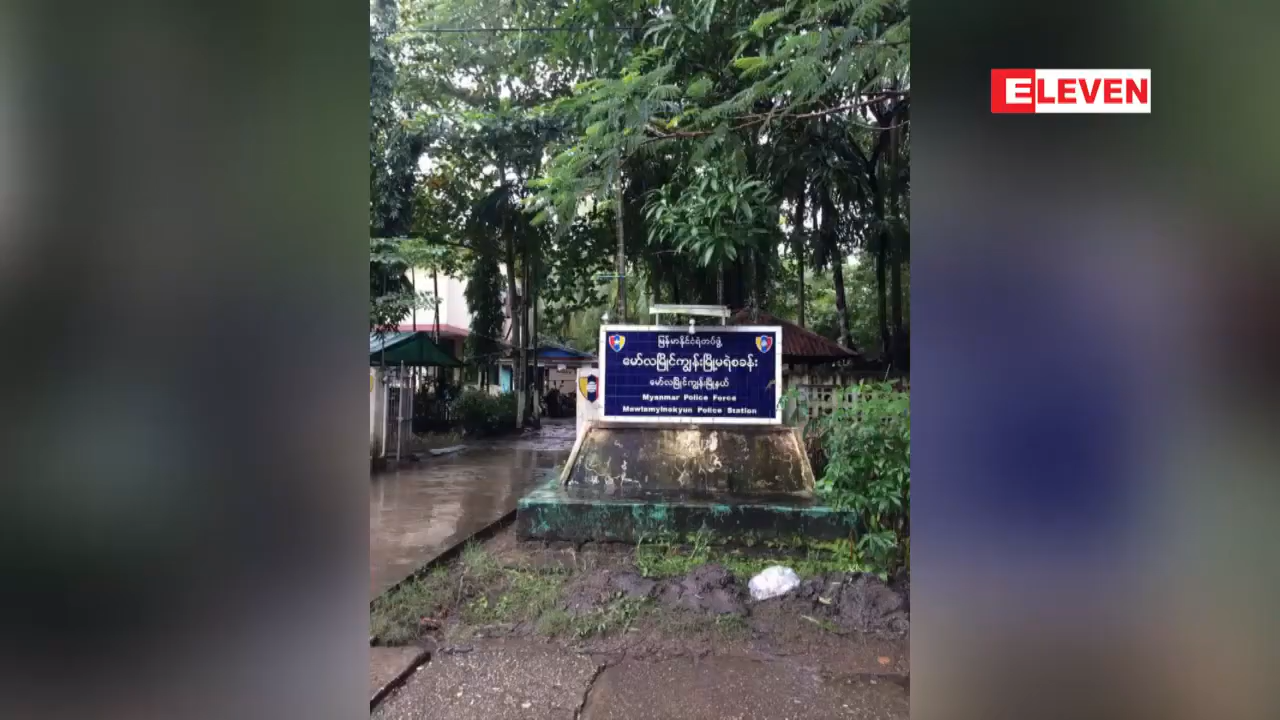 ELEVEN
မြန်မာနိုင်ငံရဲတပ်ဖွဲ့
မော်လမြိုင်ကျွန်းမြို့မရဲစခန်း
မော်လမြိုင်ကျွန်းမြို့နယ်
Myanmar Police Force
Mawlamyinekyun Police Station